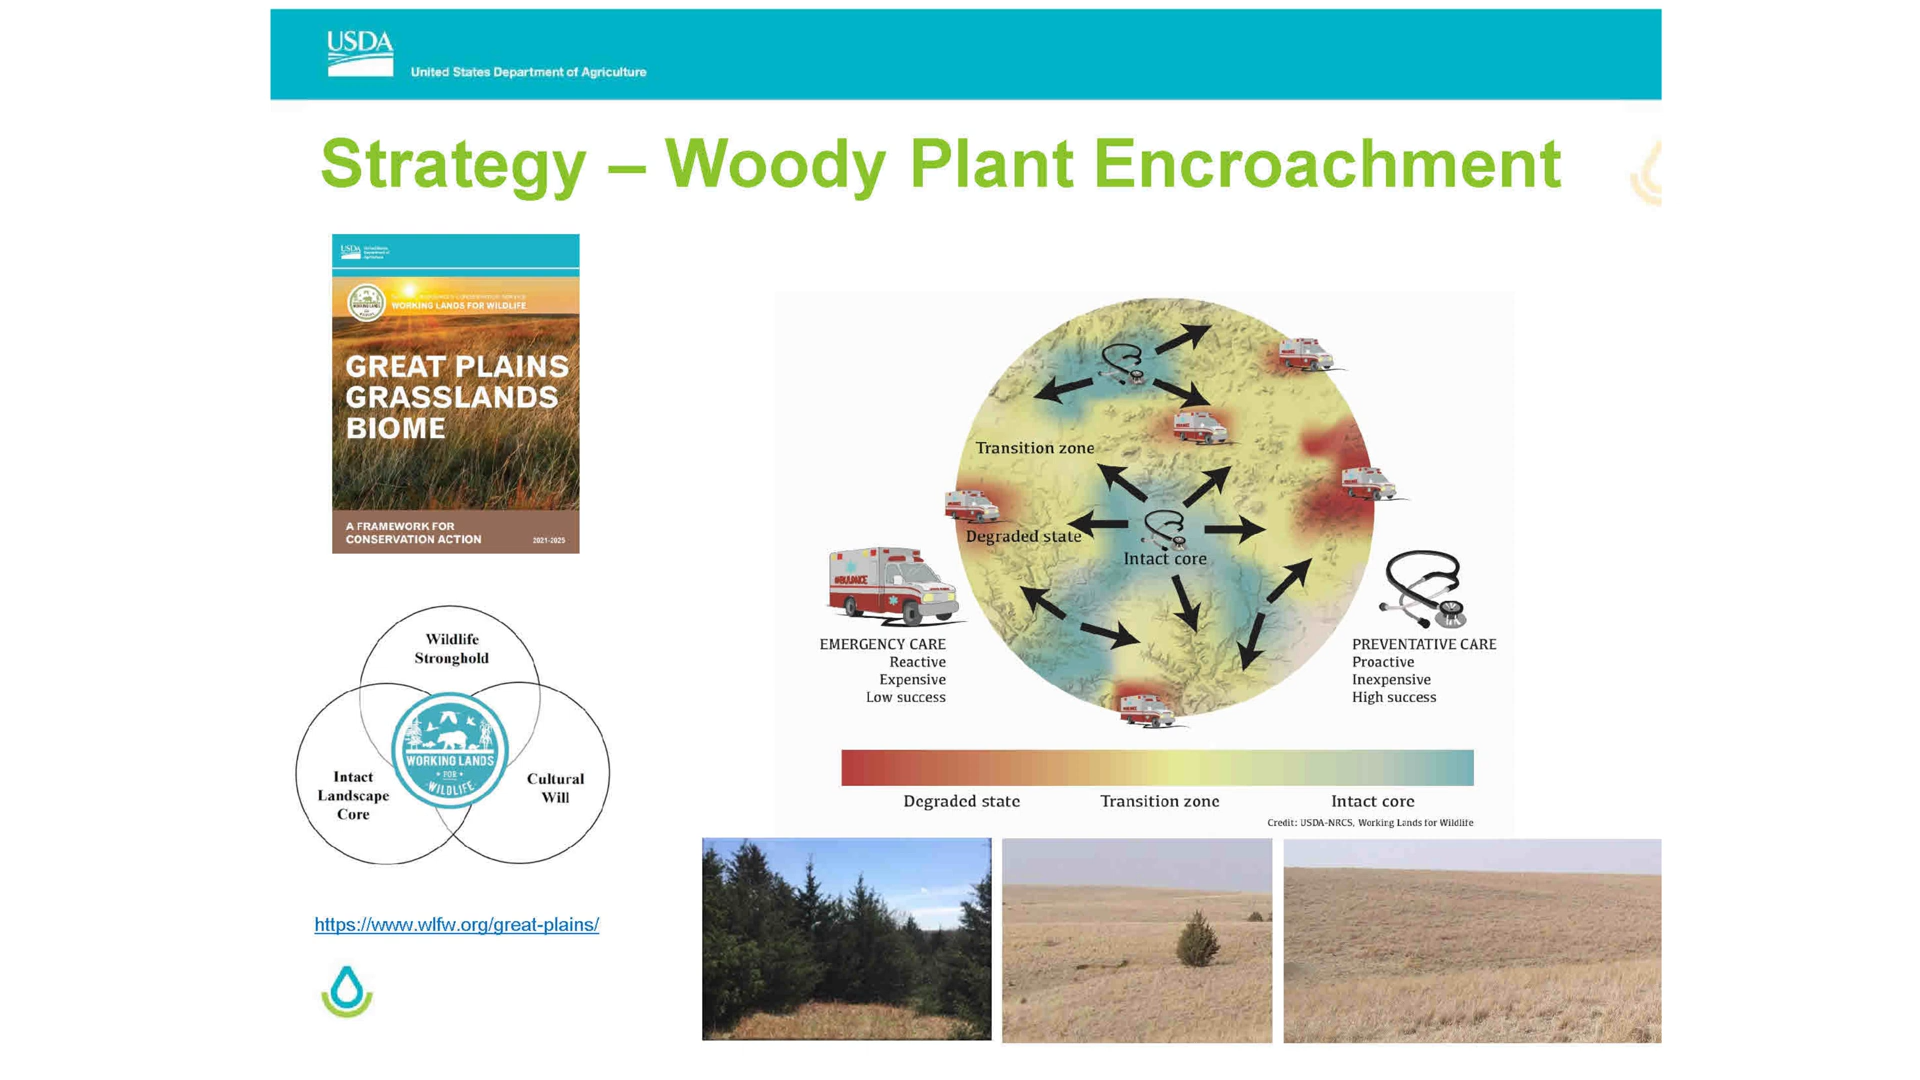 USDA
United States Department of Agriculture
Strategy – Woody Plant Encroachment
USDA
WORKING LANDS FOR WILDLIFE
GREAT PLAINS
GRASSLANDS
BIOME
A FRAMEWORK FOR
CONSERVATION ACTION
2021-2025
Wildlife
Stronghold
WORKING LANDS
FOR
WILDLIFE
Intact
Landscape
Core
Cultural
Will
https://www.wlfw.org/great-plains/
Transition zone
Degraded state
Intact core
AMBULANCE
EMERGENCY CARE
Reactive
Expensive
Low success
PREVENTATIVE CARE
Proactive
Inexpensive
High success
Degraded state
Transition zone
Intact core
Credit: USDA-NRCS, Working Lands for Wildlife